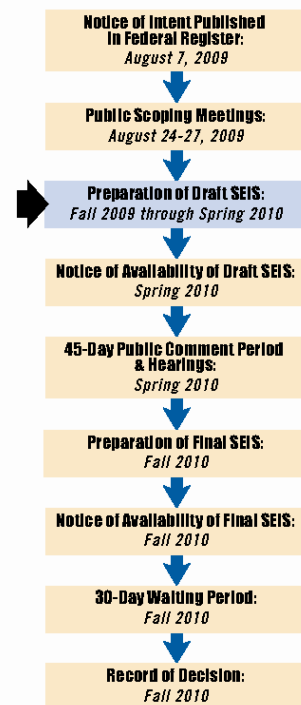 Notice of Intent Published
in Federal Register:
August 7, 2009
Public Scoping Meetings:
August 24-27, 2009
Preparation of Draft SEIS:
Fall 2009 through Spring 2010
Notice of Availability of Draft SEIS:
Spring 2010
45-Day Public Comment Period
& Hearings:
Spring 2010
Preparation of Final SEIS:
Fall 2010
Notice of Availability of Final SEIS:
Fall 2010
30-Day Waiting Period:
Fall 2010
Record of Decision:
Fall 2010